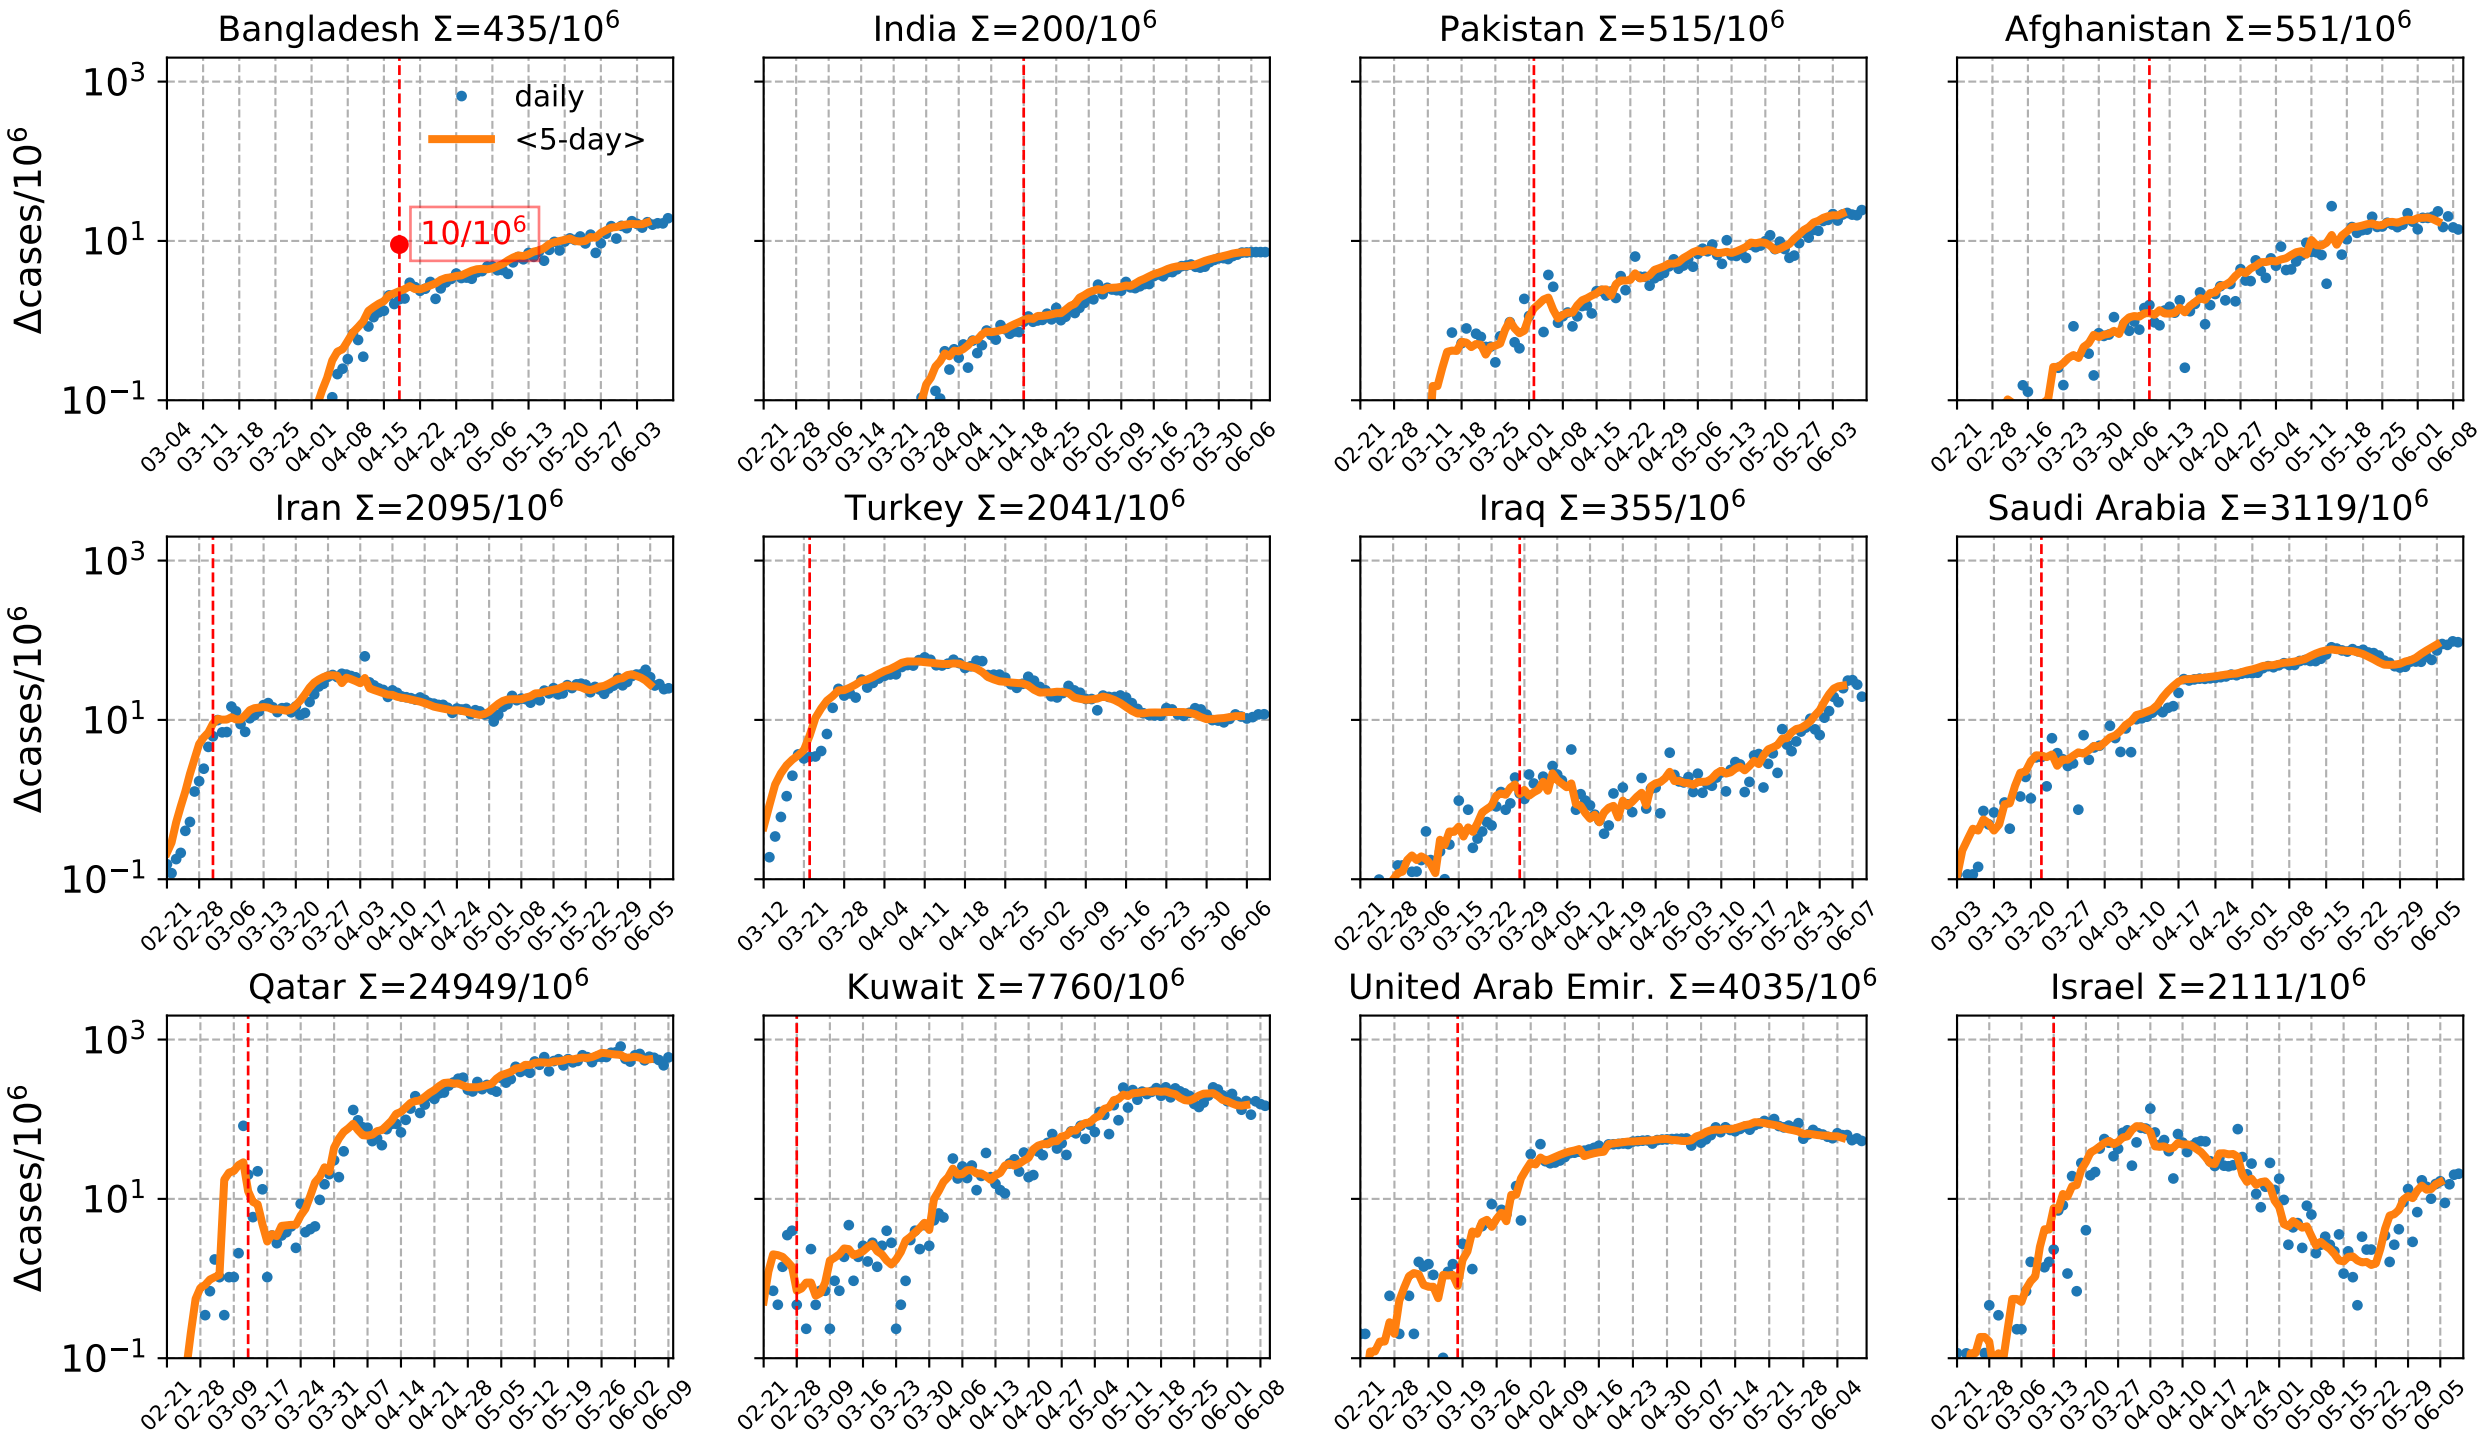 Bangladesh Σ=435/10⁶
India Σ=200/10⁶
Pakistan Σ=515/10⁶
Afghanistan Σ=551/10⁶
Δcases/10⁶
10³
10¹
10⁻¹
daily
<5-day>
10/10⁶
03-04 03-11 03-18 03-25 04-01 04-08 04-15 04-22 04-29 05-06 05-13 05-20 05-27 06-03
02-21 02-28 03-06 03-14 03-21 03-28 04-04 04-11 04-18 04-25 05-02 05-09 05-16 05-23 05-30 06-06
02-21 02-28 03-11 03-18 03-25 04-01 04-08 04-15 04-22 04-29 05-06 05-13 05-20 05-27 06-03
02-21 02-28 03-16 03-23 03-30 04-06 04-13 04-20 04-27 05-04 05-11 05-18 05-25 06-01 06-08
Iran Σ=2095/10⁶
Turkey Σ=2041/10⁶
Iraq Σ=355/10⁶
Saudi Arabia Σ=3119/10⁶
Δcases/10⁶
10³
10¹
10⁻¹
02-21 02-28 03-06 03-13 03-20 03-27 04-03 04-10 04-17 04-24 05-01 05-08 05-15 05-22 05-29 06-05
03-12 03-21 03-28 04-04 04-11 04-18 04-25 05-02 05-09 05-16 05-23 05-30 06-06
02-21 02-28 03-06 03-15 03-22 03-29 04-05 04-12 04-19 04-26 05-03 05-10 05-17 05-24 05-31 06-07
03-03 03-13 03-20 03-27 04-03 04-10 04-17 04-24 05-01 05-08 05-15 05-22 05-29 06-05
Qatar Σ=24949/10⁶
Kuwait Σ=7760/10⁶
United Arab Emir. Σ=4035/10⁶
Israel Σ=2111/10⁶
Δcases/10⁶
10³
10¹
10⁻¹
02-21 02-28 03-09 03-17 03-24 03-31 04-07 04-14 04-21 04-28 05-05 05-12 05-19 05-26 06-02 06-09
02-21 02-28 03-09 03-16 03-23 03-30 04-06 04-13 04-20 04-27 05-04 05-11 05-18 05-25 06-01 06-08
02-21 02-28 03-10 03-19 03-26 04-02 04-09 04-16 04-23 04-30 05-07 05-14 05-21 05-28 06-04
02-21 02-28 03-06 03-13 03-20 03-27 04-03 04-10 04-17 04-24 05-01 05-08 05-15 05-22 05-29 06-05